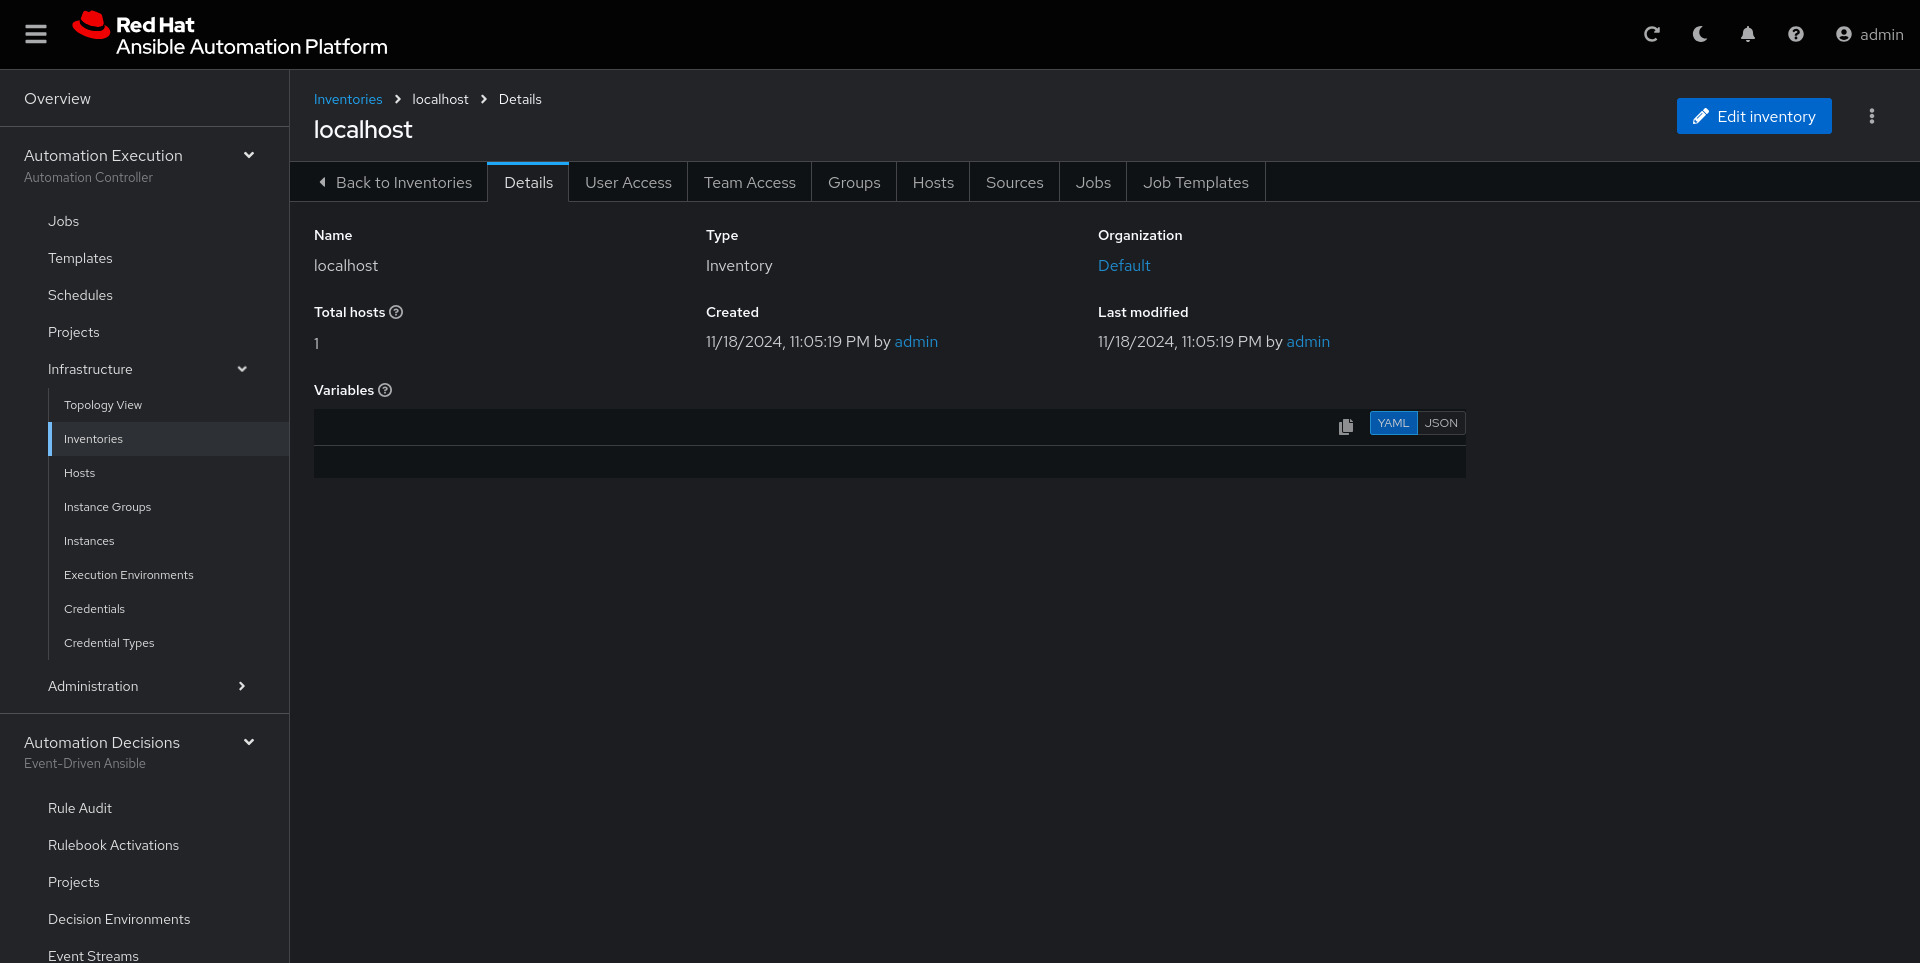 Red Hat
Ansible Automation Platform
admin
Overview
Automation Execution
Automation Controller
Jobs
Templates
Schedules
Projects
Infrastructure
Topology View
Inventories
Hosts
Instance Groups
Instances
Execution Environments
Credentials
Credential Types
Administration
Automation Decisions
Event-Driven Ansible
Rule Audit
Rulebook Activations
Projects
Decision Environments
Event Streams
Inventories localhost Details
localhost
Edit inventory
Back to Inventories Details User Access Team Access Groups Hosts Sources Jobs Job Templates
Name Type Organization
localhost Inventory Default
Total hosts Created Last modified
1 11/18/2024, 11:05:19 PM by admin 11/18/2024, 11:05:19 PM by admin
Variables
YAML JSON